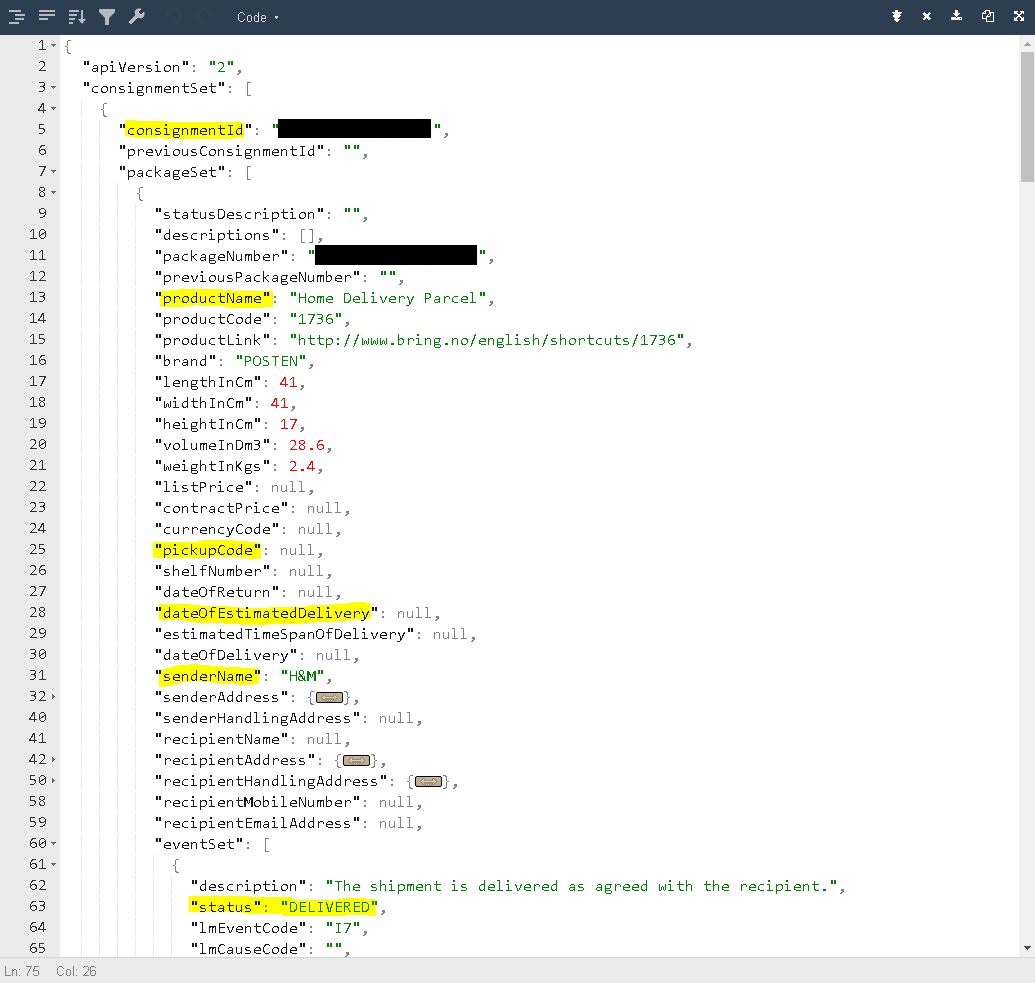 Code
1 {
2 "apiVersion": "2",
3 "consignmentSet": [
4 {
5 "consignmentId": "",
6 "previousConsignmentId": "",
7 "packageSet": [
8 {
9 "statusDescription": "",
10 "descriptions": [],
11 "packageNumber": "",
12 "previousPackageNumber": "",
13 "productName": "Home Delivery Parcel",
14 "productCode": "1736",
15 "productLink": "http://www.bring.no/english/shortcuts/1736",
16 "brand": "POSTEN",
17 "lengthInCm": 41,
18 "widthInCm": 41,
19 "heightInCm": 17,
20 "volumeInDm3": 28.6,
21 "weightInKgs": 2.4,
22 "listPrice": null,
23 "contractPrice": null,
24 "currencyCode": null,
25 "pickupCode": null,
26 "shelfNumber": null,
27 "dateOfReturn": null,
28 "dateOfEstimatedDelivery": null,
29 "estimatedTimeSpanOfDelivery": null,
30 "dateOfDelivery": null,
31 "senderName": "H&M",
32 "senderAddress": {},
40 "senderHandlingAddress": null,
41 "recipientName": null,
42 "recipientAddress": {},
50 "recipientHandlingAddress": {},
58 "recipientMobileNumber": null,
59 "recipientEmailAddress": null,
60 "eventSet": [
61 {
62 "description": "The shipment is delivered as agreed with the recipient.",
63 "status": "DELIVERED",
64 "lmEventCode": "I7",
65 "lmCauseCode": "",
Ln: 75 Col: 26